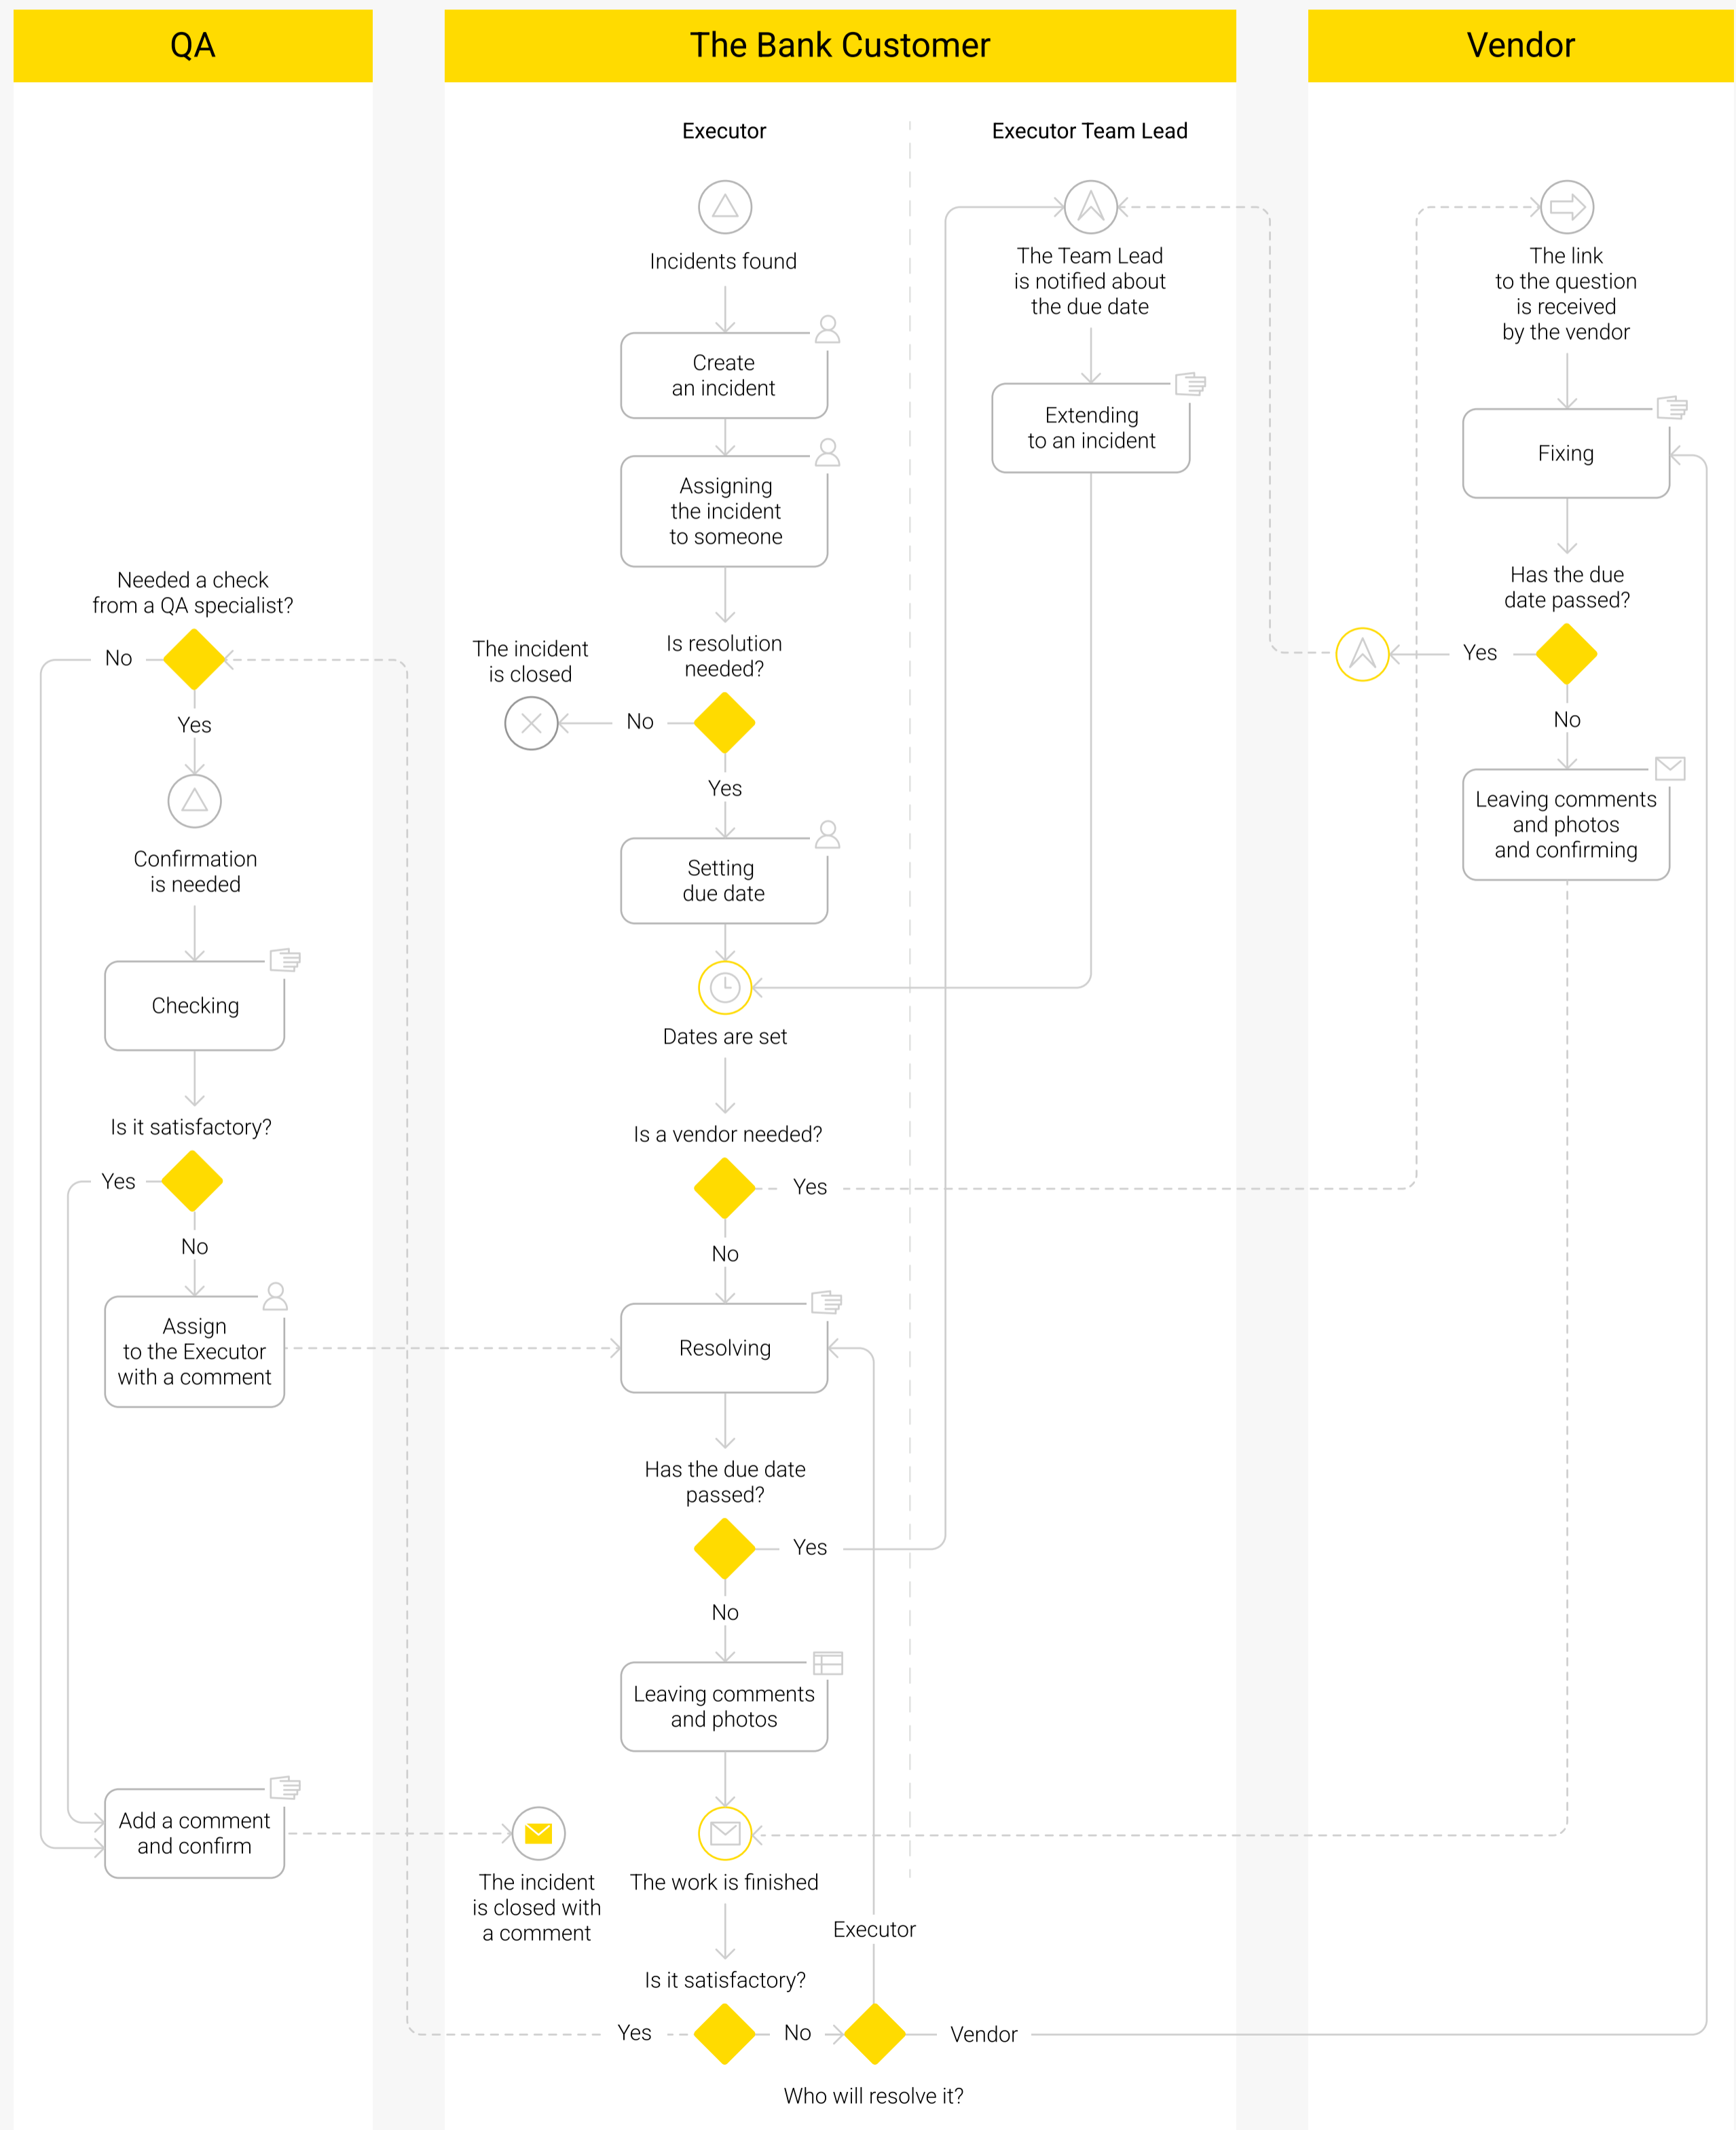 QA
The Bank Customer
Vendor
Executor
Executor Team Lead
Needed a check
from a QA specialist?
No
Yes
Confirmation
is needed
Checking
Is it satisfactory?
Yes
No
Assign
to the Executor
with a comment
Add a comment
and confirm
Incidents found
Create
an incident
Assigning
the incident
to someone
Is resolution
needed?
The incident
is closed
No
Yes
Setting
due date
Dates are set
Is a vendor needed?
Yes
No
Resolving
Has the due date
passed?
Yes
No
Leaving comments
and photos
The incident
is closed with
a comment
The work is finished
Executor
Is it satisfactory?
Yes
No
Vendor
Who will resolve it?
The Team Lead
is notified about
the due date
Extending
to an incident
The link
to the question
is received
by the vendor
Fixing
Has the due
date passed?
Yes
No
Leaving comments
and photos
and confirming